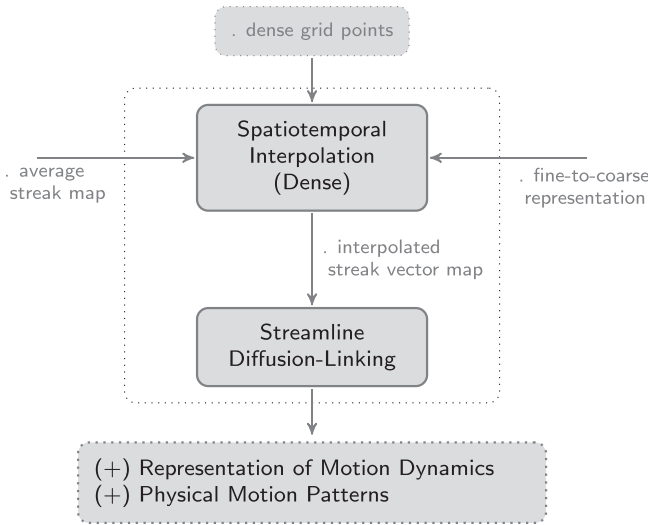 . dense grid points
Spatiotemporal
Interpolation
(Dense)
. average
streak map
. fine-to-coarse
representation
. interpolated
streak vector map
Streamline
Diffusion-Linking
(+) Representation of Motion Dynamics
(+) Physical Motion Patterns